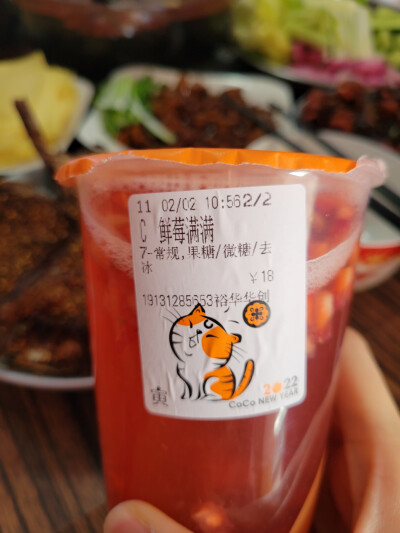 11 02/02 10:56 2/2
C 鲜莓满满
7-常规,果糖/微糖/去
冰
￥18
19131285653裕华华创
寅
2022
CoCo NEW YEAR